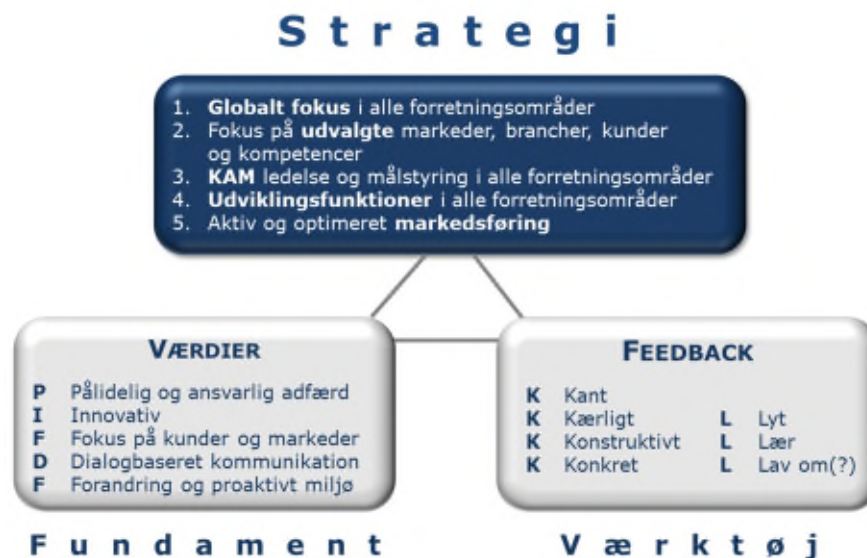 Strategi
1. Globalt fokus i alle forretningsområder
2. Fokus på udvalgte markeder, brancher, kunder
og kompetencer
3. KAM ledelse og målstyring i alle forretningsområder
4. Udviklingsfunktioner i alle forretningsområder
5. Aktiv og optimeret markedsføring
VÆRDIER
P Pålidelig og ansvarlig adfærd
I Innovativ
F Fokus på kunder og markeder
D Dialogbaseret kommunikation
F Forandring og proaktivt miljø
Fundament
FEEDBACK
K Kant
K Kærligt L Lyt
K Konstruktivt L Lær
K Konkret L Lav om(?)
Værktøj